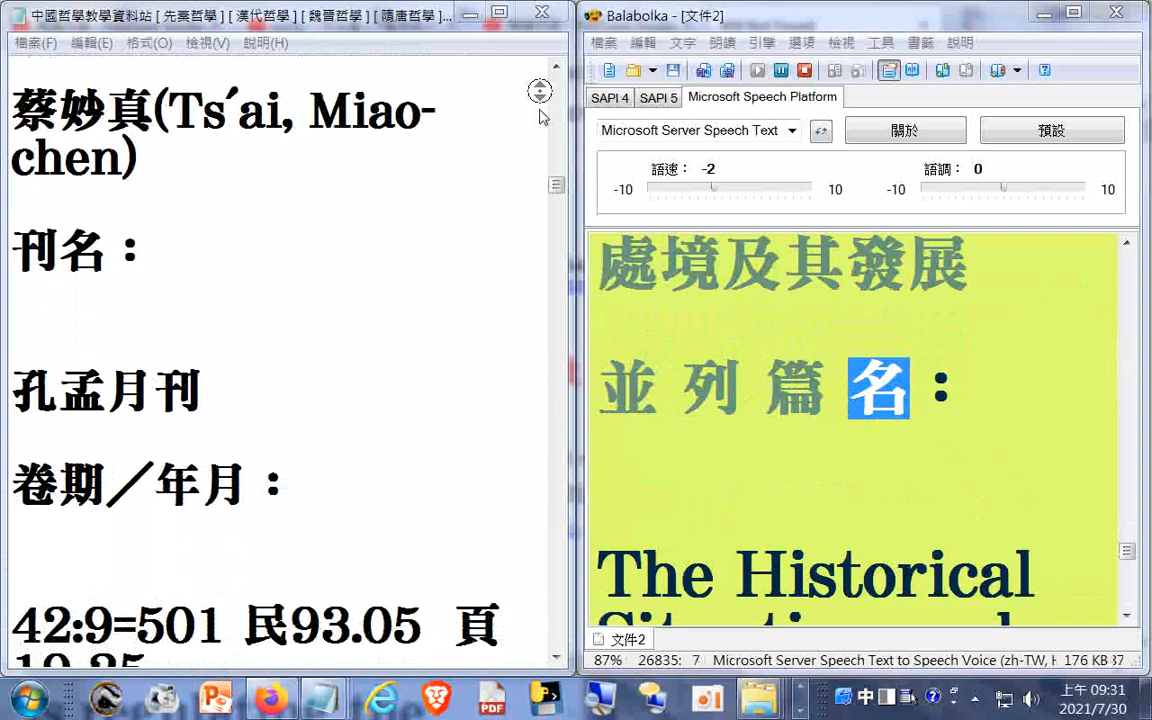 中國哲學教學資料站 [ 先秦哲學 ] [ 漢代哲學 ] [ 魏晉哲學 ] [ 隋唐哲學 ]...
檔案(F) 編輯(E) 格式(O) 檢視(V) 說明(H)
蔡妙真(Ts′ai, Miao-
chen)
刊名：
孔孟月刊
卷期／年月：
42:9=501 民93.05 頁
Balabolka - [文件2]
檔案 編輯 文字 朗讀 引擎 選項 檢視 工具 書籤 說明
SAPI 4 SAPI 5 Microsoft Speech Platform
Microsoft Server Speech Text 關於 預設
語速： -2 語調： 0
-10 10 -10 10
處境及其發展
並 列 篇 名：
The Historical
文件2
87% 26835: 7 Microsoft Server Speech Text to Speech Voice (zh-TW, H 176 KB 37
中
PDF
上午 09:31
2021/7/30